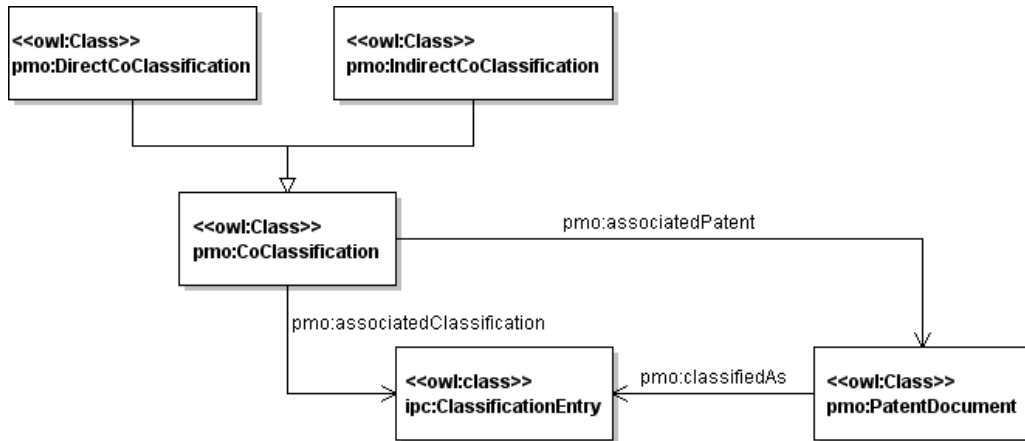 <<owl:Class>>
pmo:DirectCoClassification
<<owl:Class>>
pmo:IndirectCoClassification
<<owl:Class>>
pmo:CoClassification
pmo:associatedPatent
pmo:associatedClassification
<<owl:class>>
ipc:ClassificationEntry
pmo:classifiedAs
<<owl:Class>>
pmo:PatentDocument